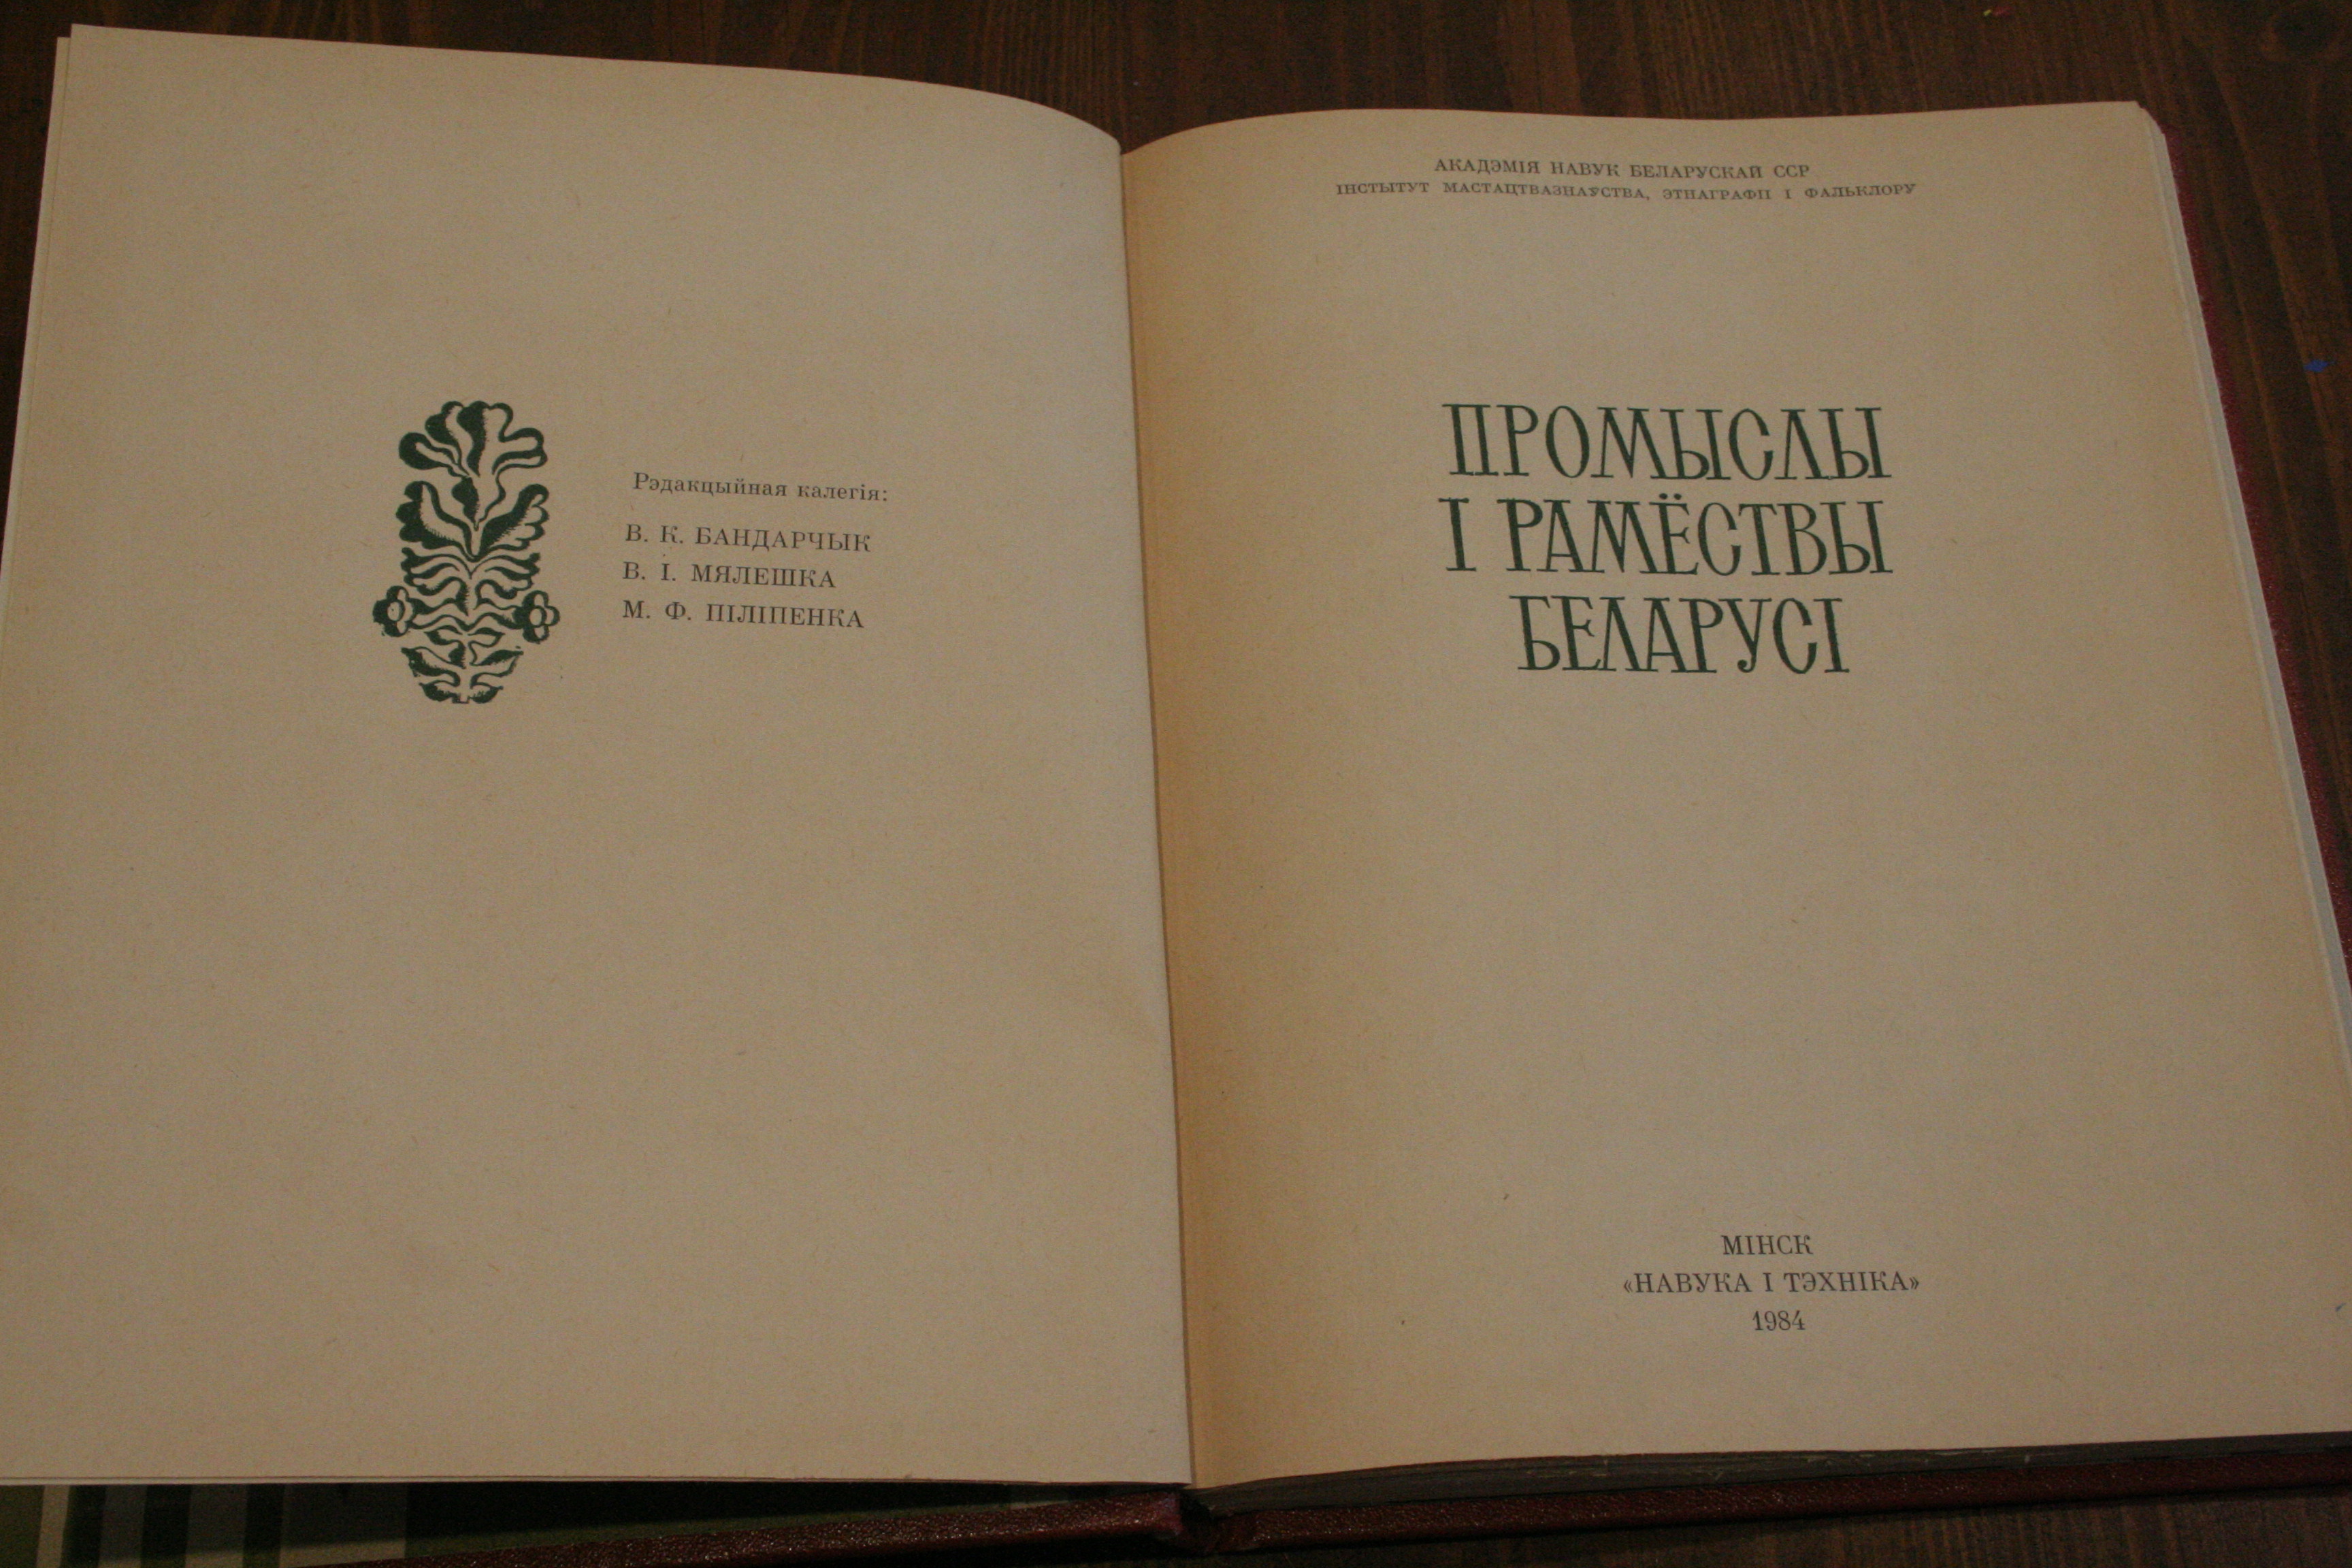 Рэдакцыйная калегія:
В. К. БАНДАРЧЫК
В. І. МЯЛЕШКА
М. Ф. ПІЛІПЕНКА
АКАДЭМІЯ НАВУК БЕЛАРУСКАЙ ССР
ІНСТЫТУТ МАСТАЦТВАЗНАЎСТВА, ЭТНАГРАФІІ І ФАЛЬКЛОРУ
ПРОМЫСЛЫ
І РАМЁСТВЫ
БЕЛАРУСІ
МІНСК
«НАВУКА І ТЭХНІКА»
1984